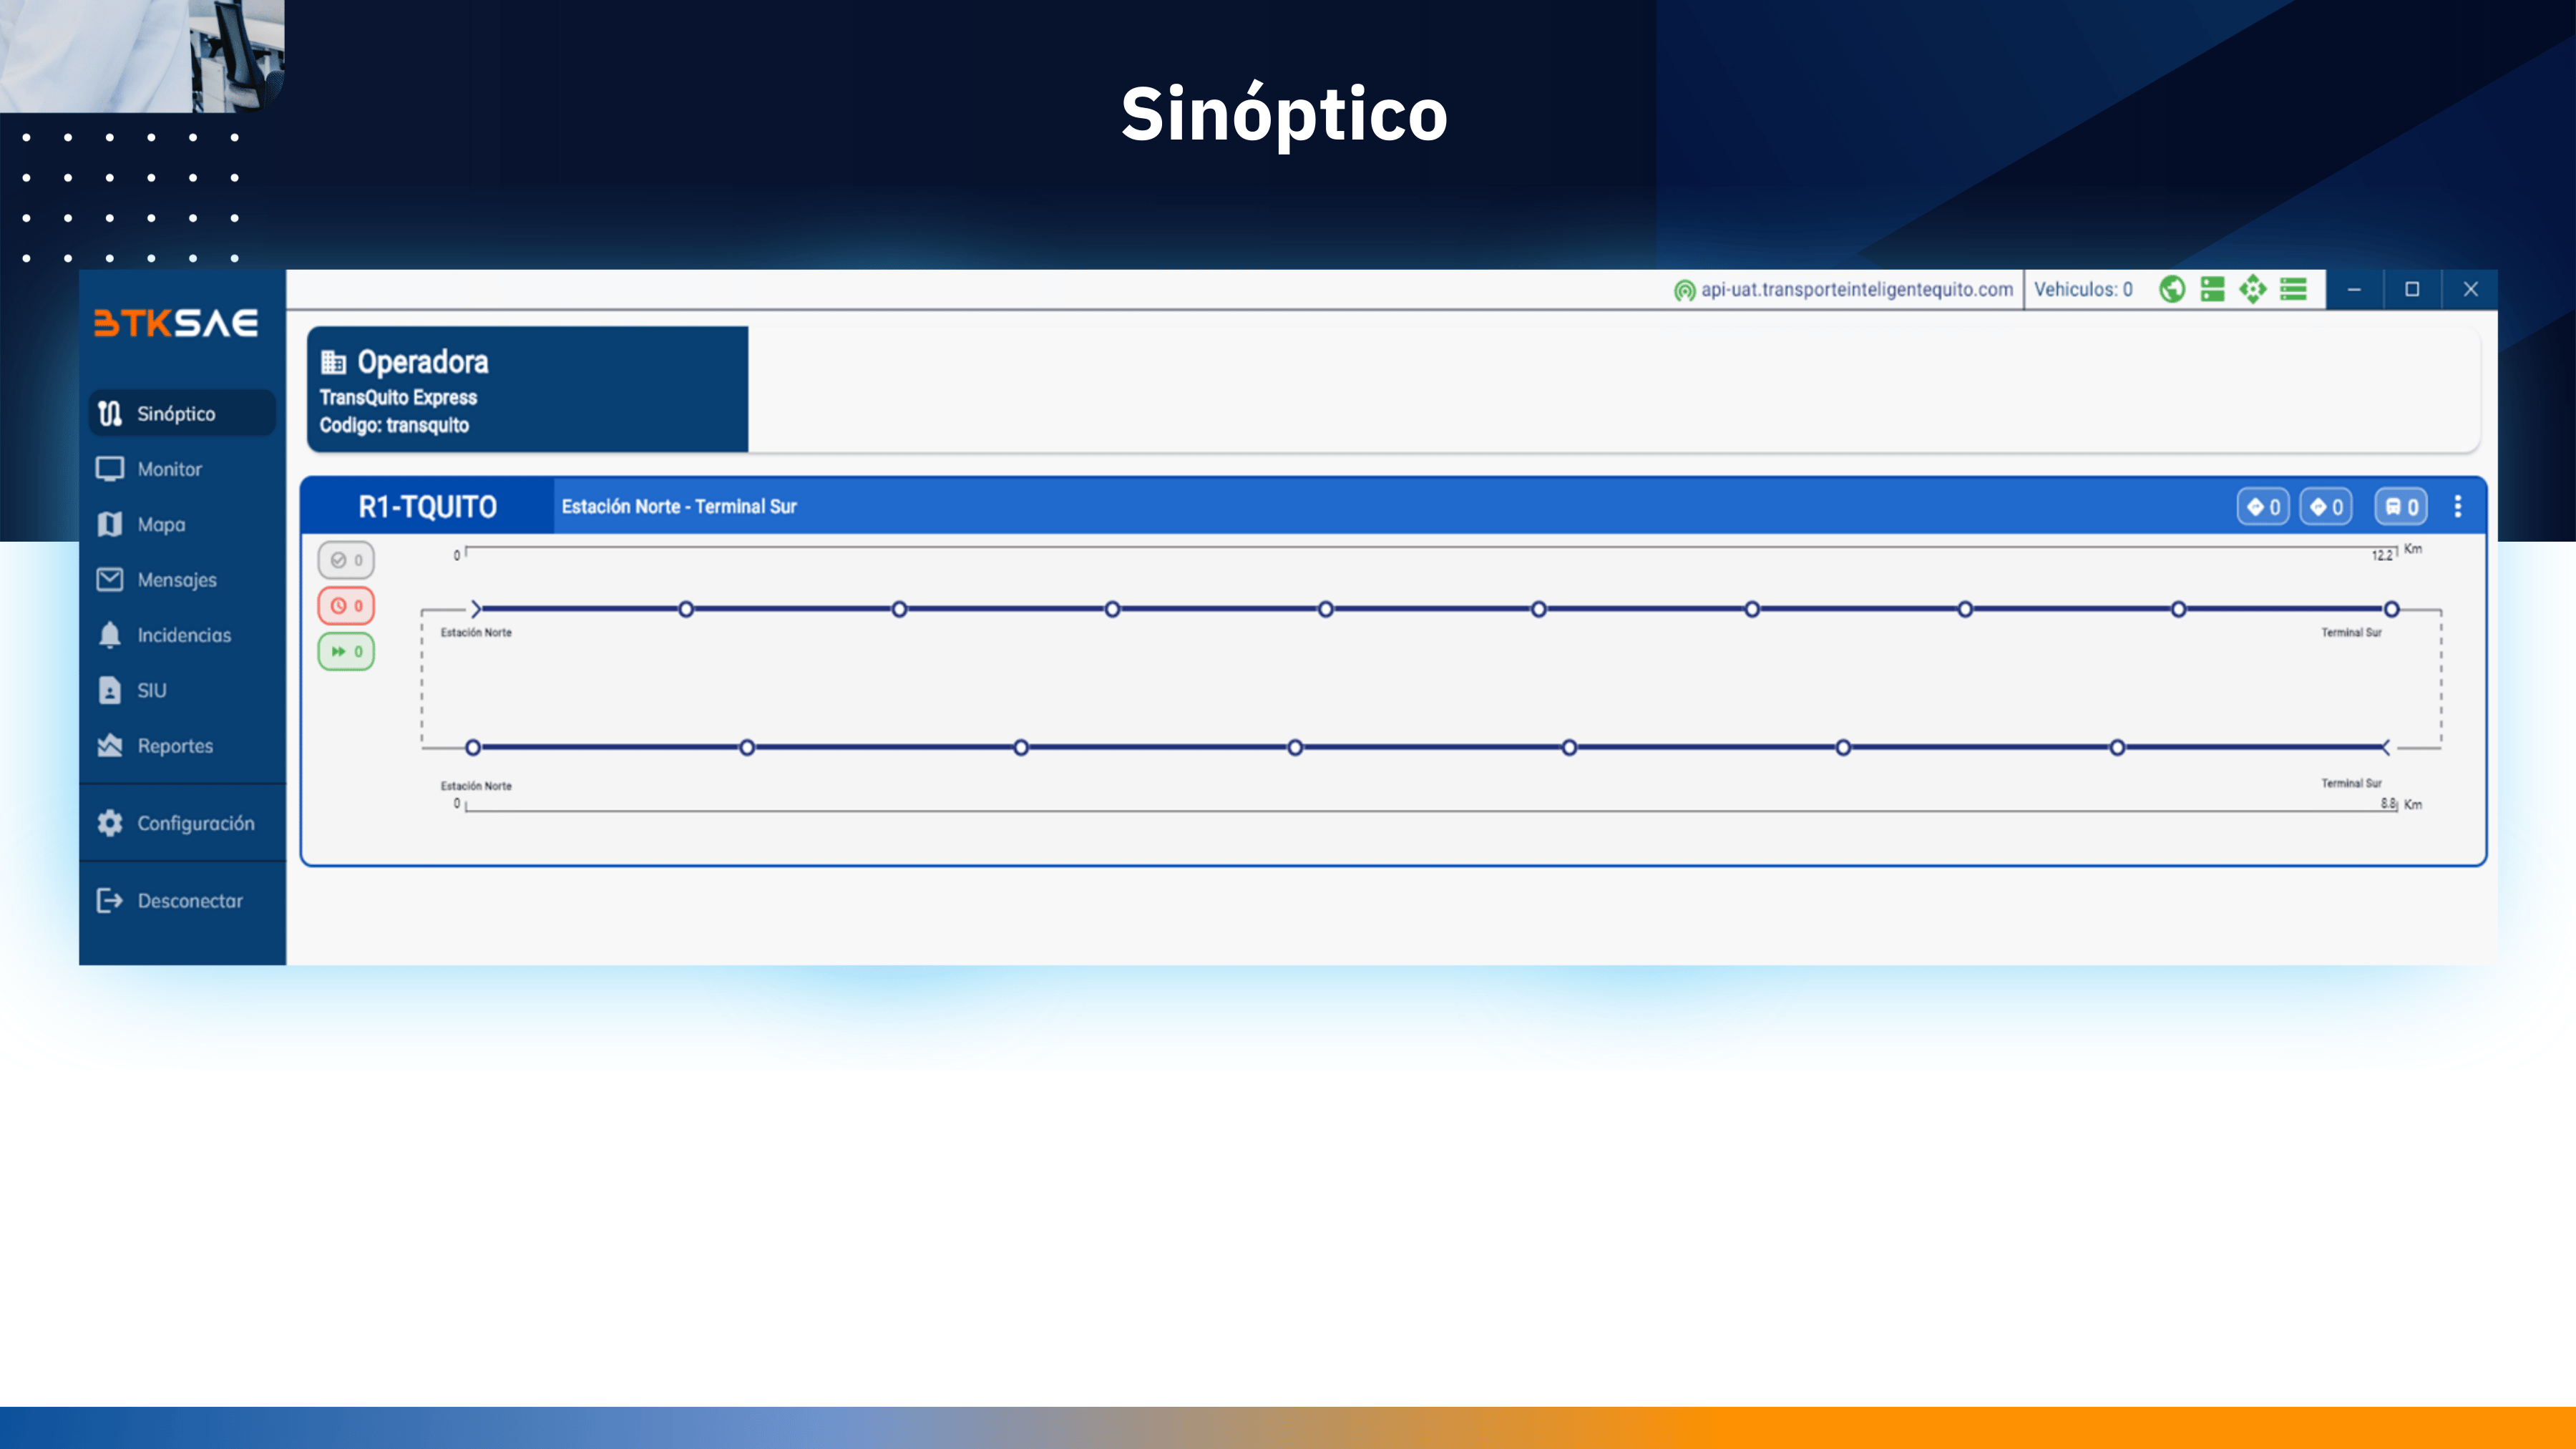 Sinóptico
api-uat.transporteinteligentequito.com
Vehiculos: 0
BTKSAE
Sinóptico
Monitor
Mapa
Mensajes
Incidencias
SIU
Reportes
Configuración
Desconectar
Operadora
TransQuito Express
Codigo: transquito
R1-TQUITO
Estación Norte - Terminal Sur
0
0
0
0
0
0
0
12.2 Km
Estación Norte
Terminal Sur
Estación Norte
Terminal Sur
0
8.8 Km